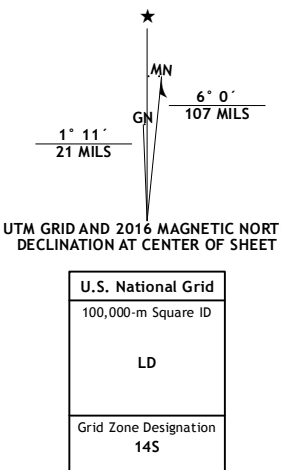 ★
MN
GN
6° 0´
107 MILS
1° 11´
21 MILS
UTM GRID AND 2016 MAGNETIC NORT
DECLINATION AT CENTER OF SHEET
U.S. National Grid
100,000-m Square ID
LD
Grid Zone Designation
14S